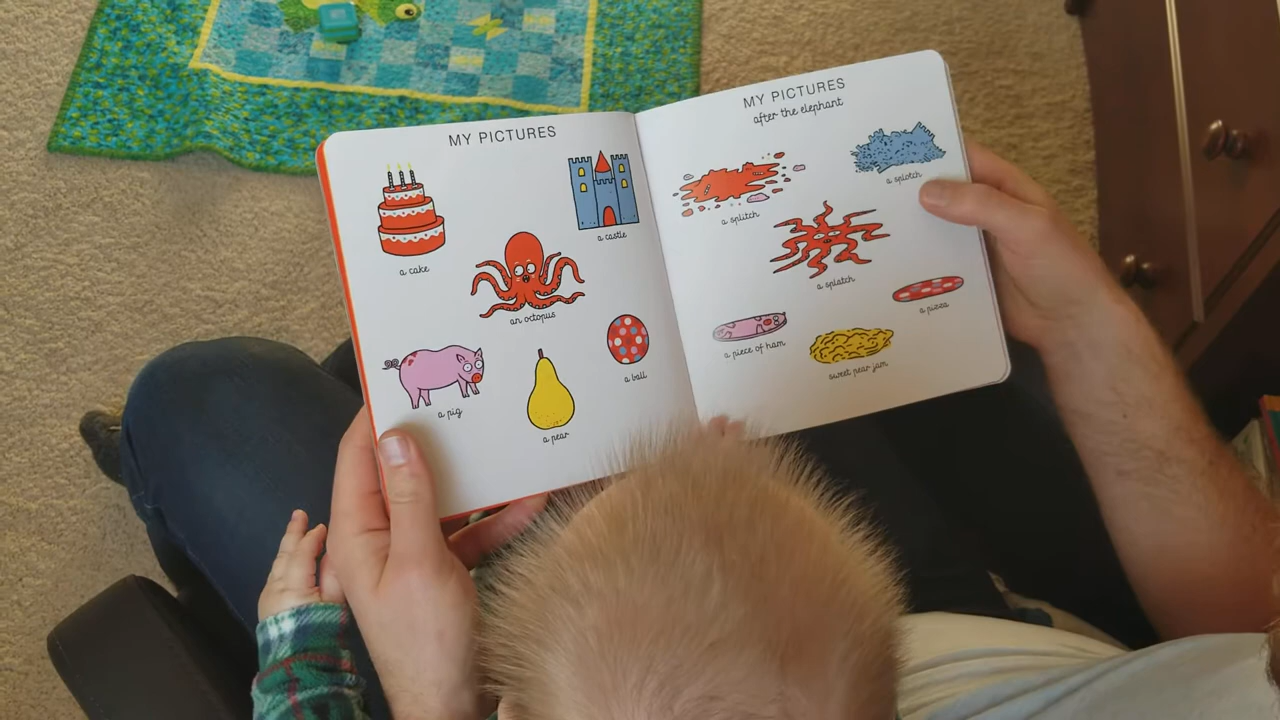 MY PICTURES
a cake
a castle
an octopus
a ball
a pig
a pear
MY PICTURES
after the elephant
a splitch
a splotch
a splatch
a pizza
a piece of ham
sweet pear jam